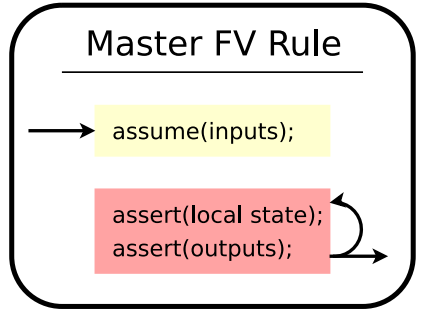 Master FV Rule
assume(inputs);
assert(local state);
assert(outputs);